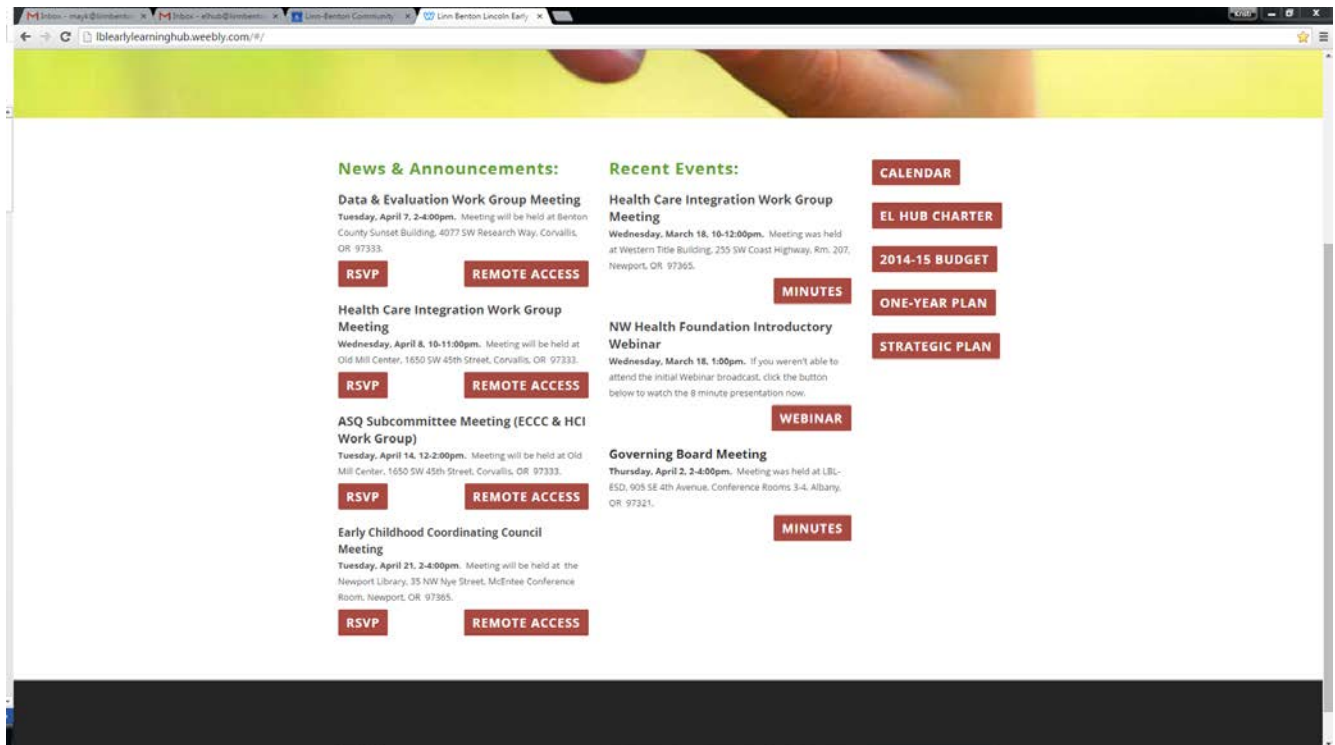 Inbox - mayk@linnbento
Inbox - elhub@linnbento
Linn-Benton Community
Linn Benton Lincoln Early
Kristi
lblearlylearninghub.weebly.com/#/
News & Announcements:
Data & Evaluation Work Group Meeting
Tuesday, April 7, 2-4:00pm. Meeting will be held at Benton
County Sunset Building, 4077 SW Research Way, Corvallis,
OR 97333.
RSVP
REMOTE ACCESS
Health Care Integration Work Group
Meeting
Wednesday, April 8, 10-11:00pm. Meeting will be held at
Old Mill Center, 1650 SW 45th Street, Corvallis, OR 97333.
RSVP
REMOTE ACCESS
ASQ Subcommittee Meeting (ECCC & HCI
Work Group)
Tuesday, April 14, 12-2:00pm. Meeting will be held at Old
Mill Center, 1650 SW 45th Street, Corvallis, OR 97333.
RSVP
REMOTE ACCESS
Early Childhood Coordinating Council
Meeting
Tuesday, April 21, 2-4:00pm. Meeting will be held at the
Newport Library, 35 NW Nye Street, McEntee Conference
Room, Newport, OR 97365.
RSVP
REMOTE ACCESS
Recent Events:
Health Care Integration Work Group
Meeting
Wednesday, March 18, 10-12:00pm. Meeting was held
at Western Title Building, 255 SW Coast Highway, Rm. 207,
Newport, OR 97365.
MINUTES
NW Health Foundation Introductory
Webinar
Wednesday, March 18, 1:00pm. If you weren't able to
attend the initial Webinar broadcast, click the button
below to watch the 8 minute presentation now.
WEBINAR
Governing Board Meeting
Thursday, April 2, 2-4:00pm. Meeting was held at LBL-
ESD, 905 SE 4th Avenue, Conference Rooms 3-4, Albany,
OR 97321.
MINUTES
CALENDAR
EL HUB CHARTER
2014-15 BUDGET
ONE-YEAR PLAN
STRATEGIC PLAN